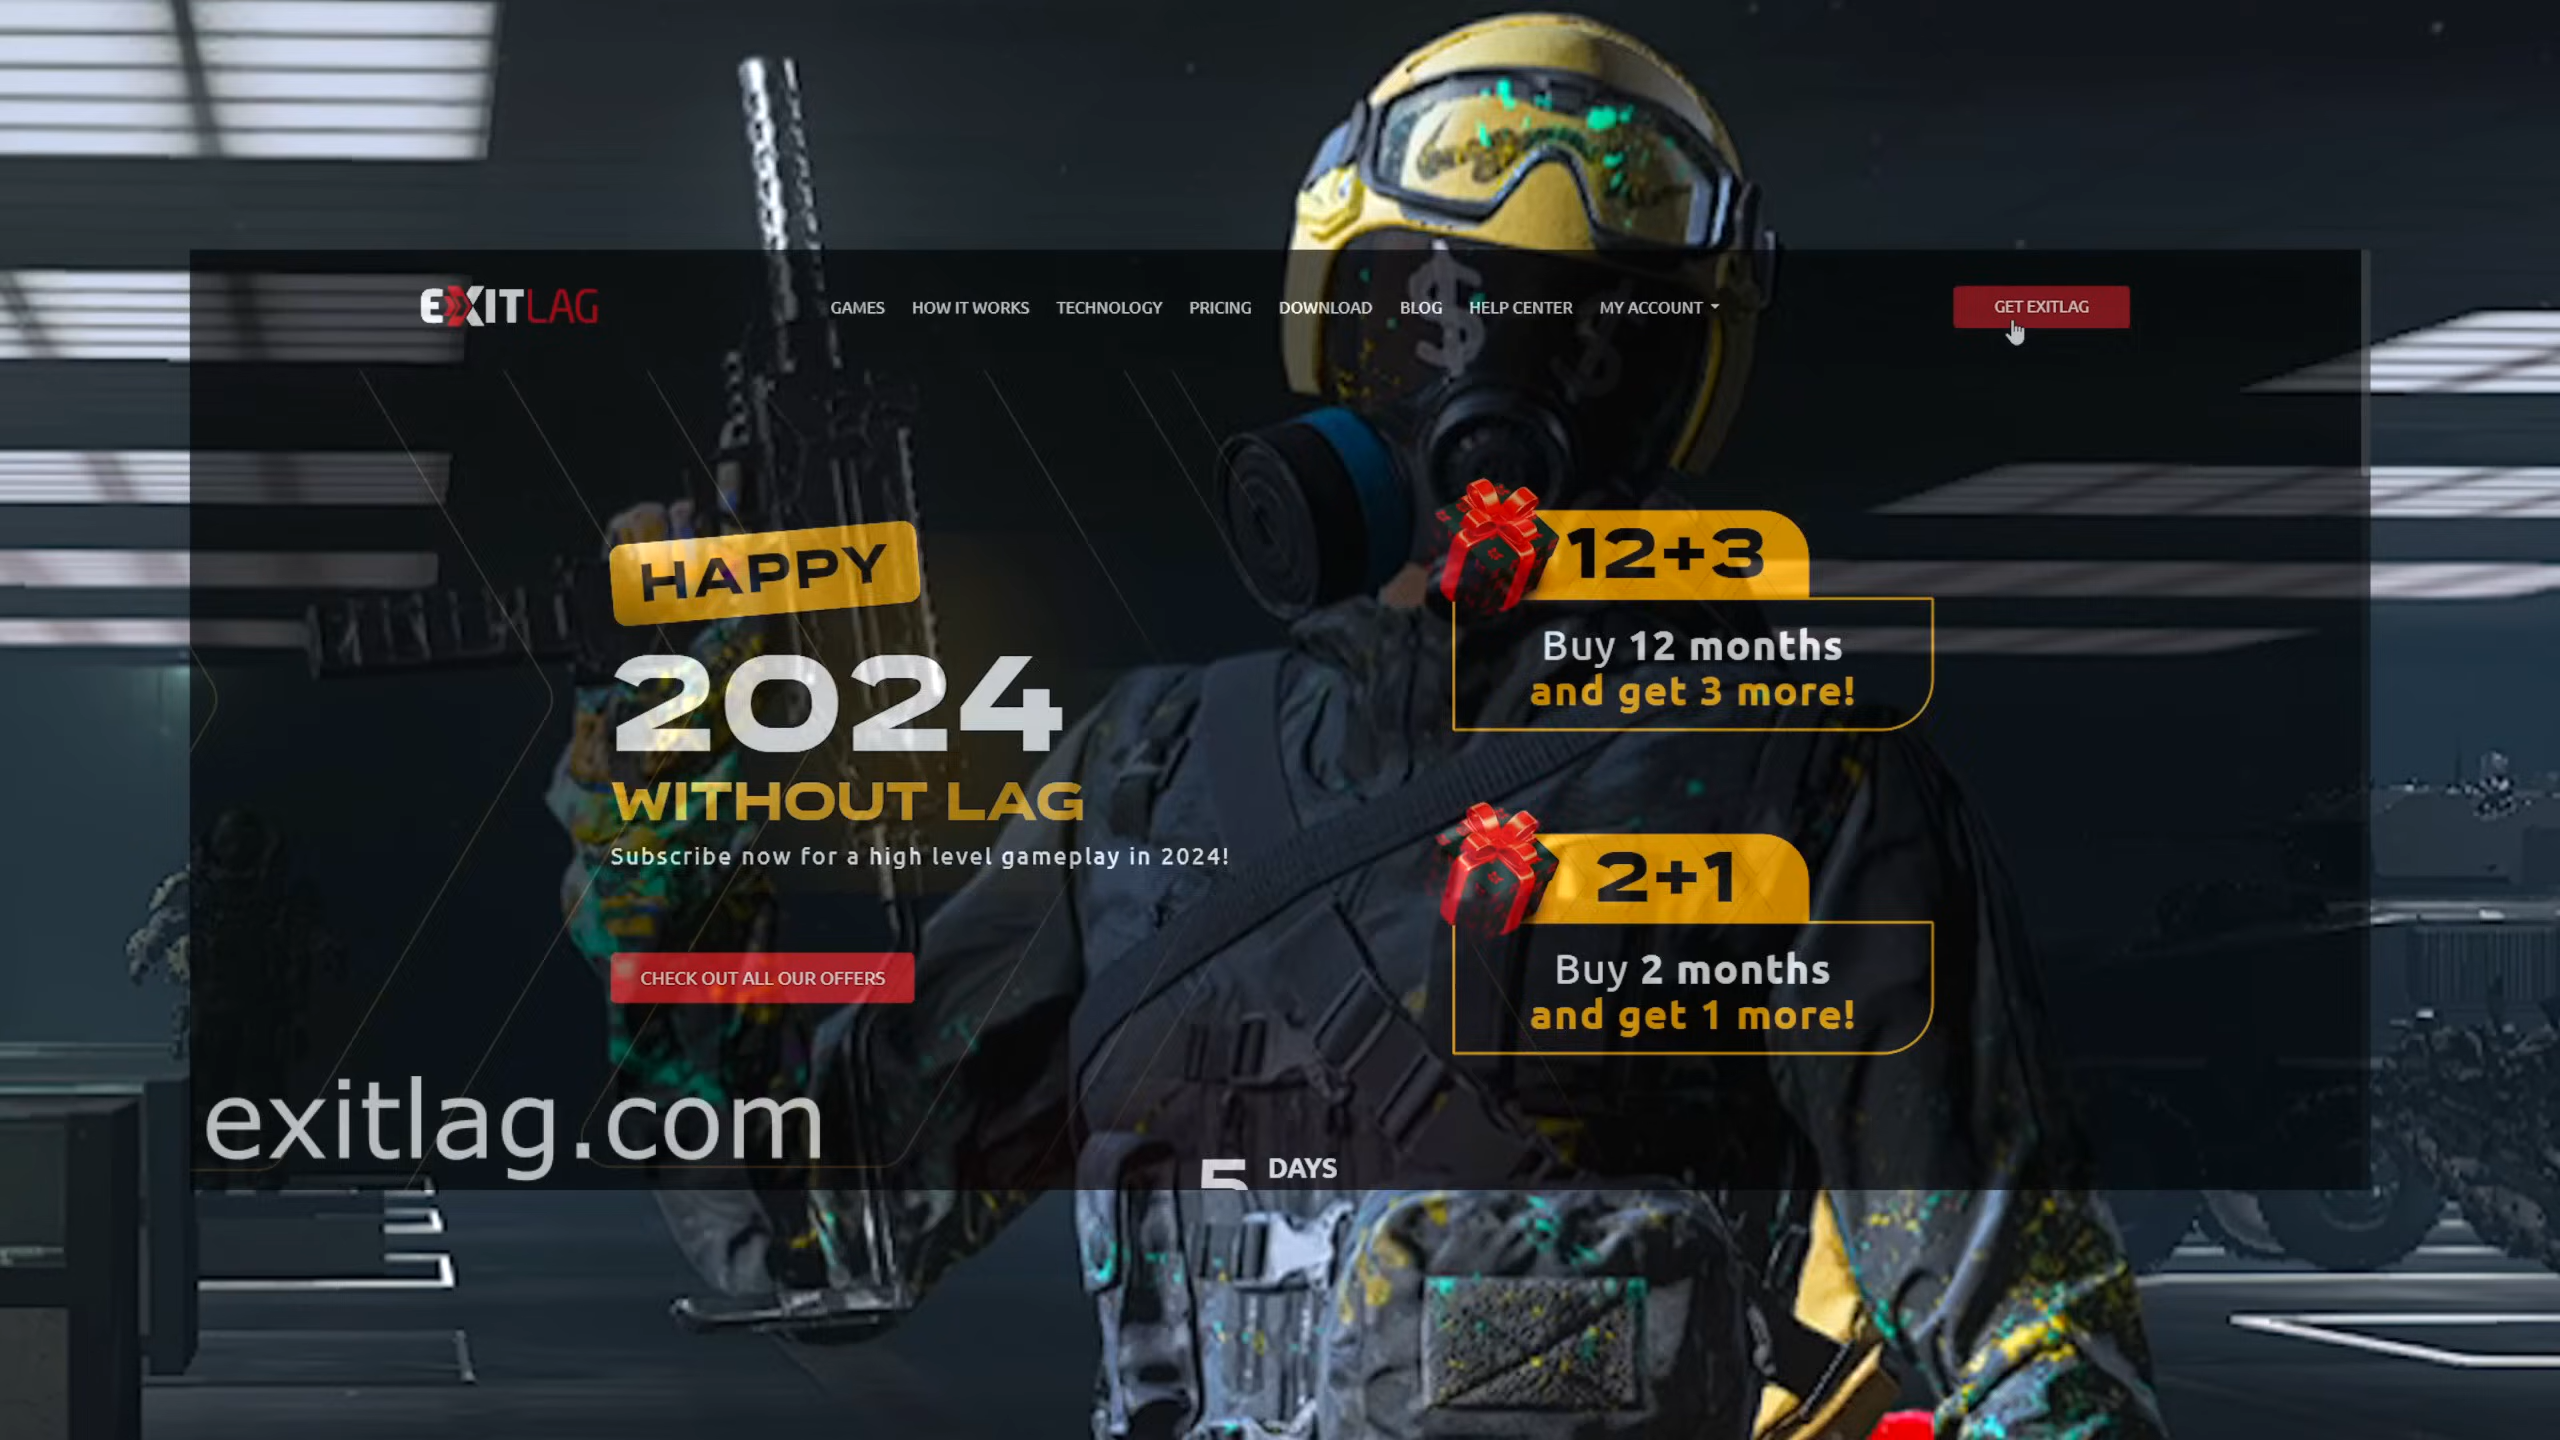 EXITLAG
GAMES HOW IT WORKS TECHNOLOGY PRICING DOWNLOAD BLOG HELP CENTER MY ACCOUNT
GET EXITLAG
HAPPY
2024
WITHOUT LAG
Subscribe now for a high level gameplay in 2024!
CHECK OUT ALL OUR OFFERS
12+3
Buy 12 months
and get 3 more!
2+1
Buy 2 months
and get 1 more!
exitlag.com
5 DAYS
$
$